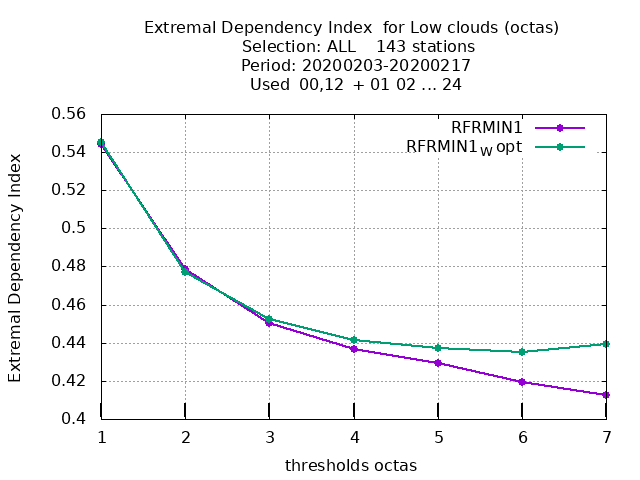 Extremal Dependency Index  for Low clouds (octas)
Selection: ALL    143 stations
Period: 20200203-20200217
Used  00,12  + 01 02 ... 24
RFRMIN1
RFRMIN1W opt
Extremal Dependency Index
0.56
0.54
0.52
0.5
0.48
0.46
0.44
0.42
0.4
1 2 3 4 5 6 7
thresholds octas